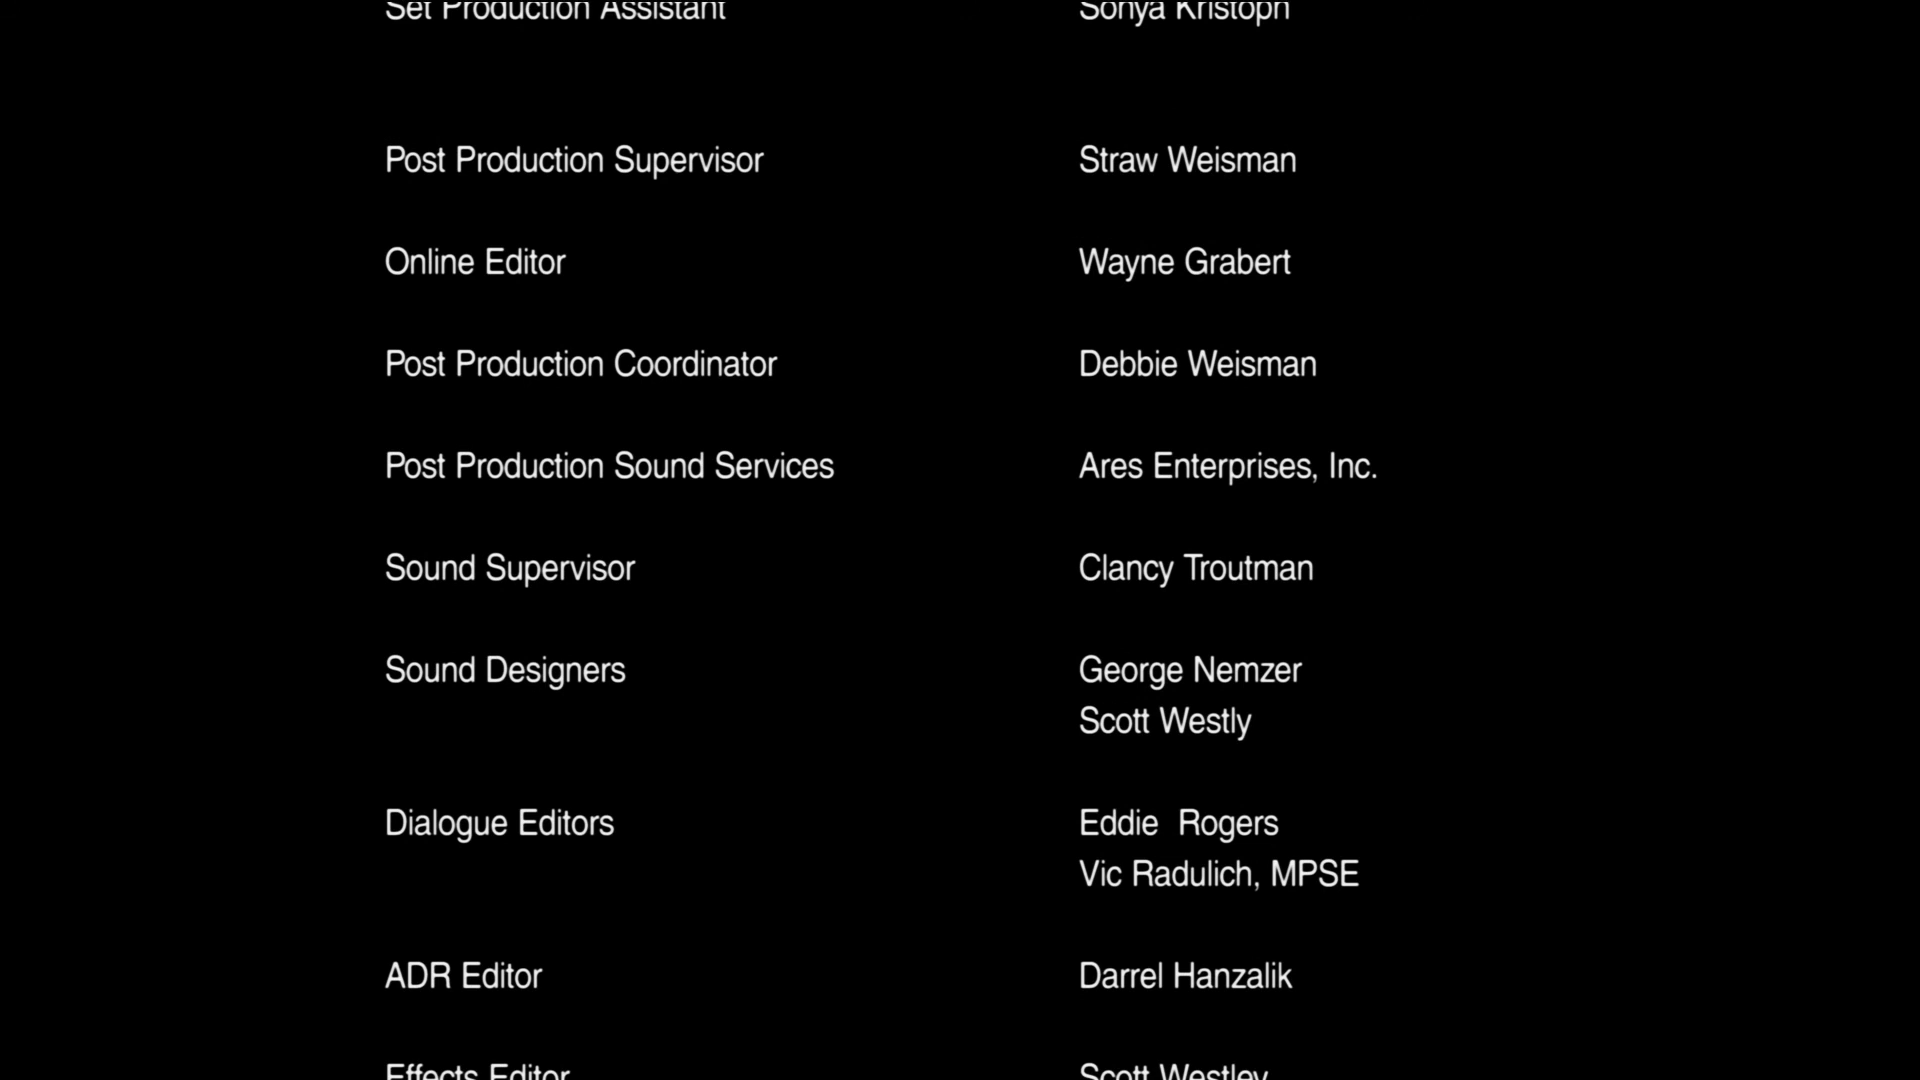 Set Production Assistant Sonya Kristoph
Post Production Supervisor Straw Weisman
Online Editor Wayne Grabert
Post Production Coordinator Debbie Weisman
Post Production Sound Services Ares Enterprises, Inc.
Sound Supervisor Clancy Troutman
Sound Designers George Nemzer
Scott Westly
Dialogue Editors Eddie  Rogers
Vic Radulich, MPSE
ADR Editor Darrel Hanzalik
Effects Editor Scott Westley